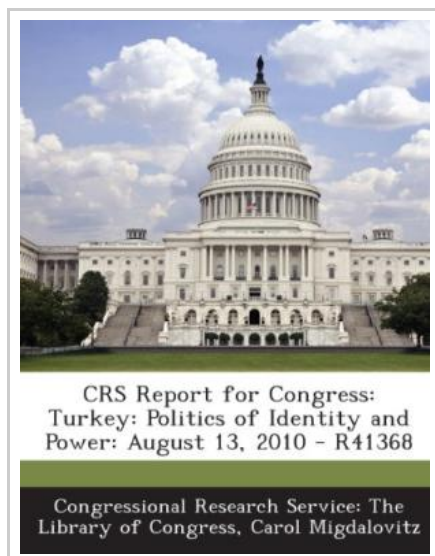 CRS Report for Congress:
Turkey: Politics of Identity and
Power: August 13, 2010 - R41368
Congressional Research Service: The
Library of Congress, Carol Migdalovitz